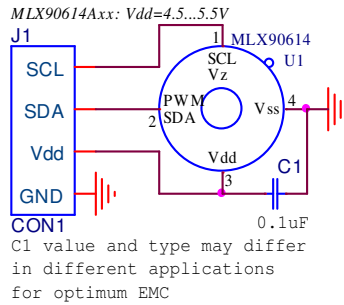 MLX90614Axx: Vdd=4.5...5.5V
J1
1
MLX90614
U1
SCL
Vz
SCL
PWM
SDA
SDA
2
Vss
4
Vdd
Vdd
3
C1
GND
0.1uF
CON1
C1 value and type may differ
in different applications
for optimum EMC